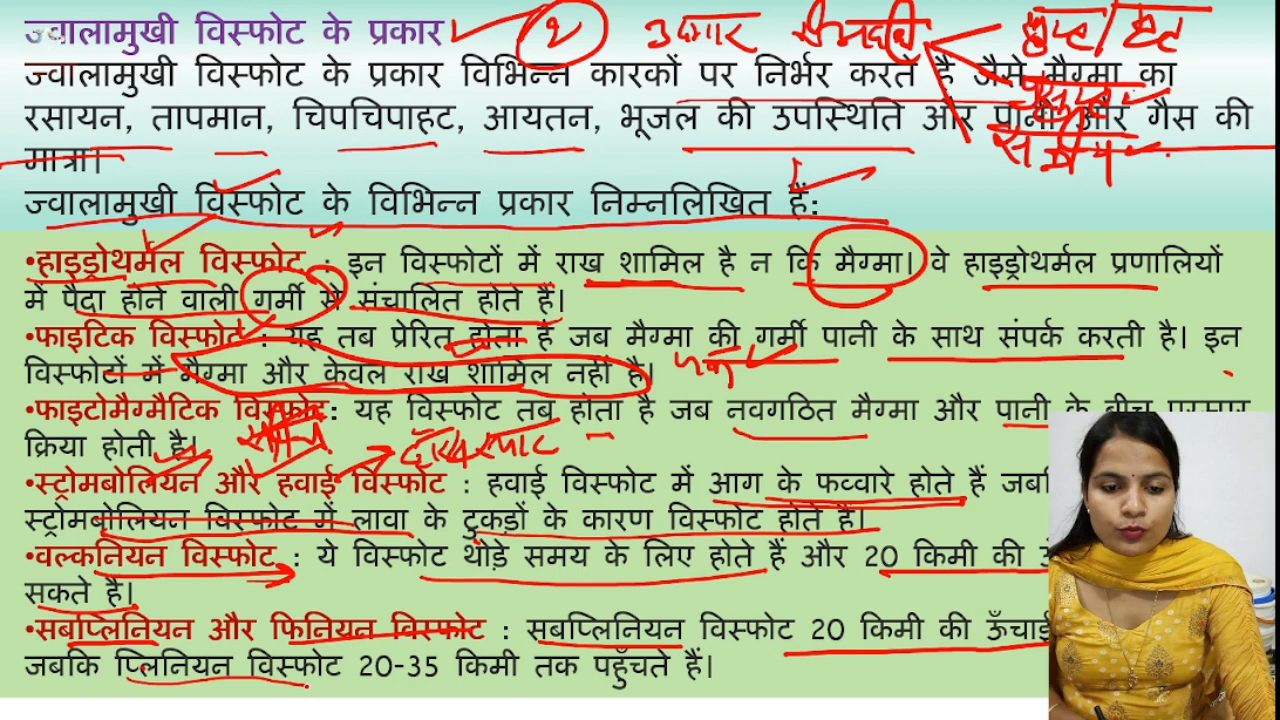 ज्वालामुखी विस्फोट के प्रकार
ज्वालामुखी विस्फोट के प्रकार विभिन्न कारकों पर निर्भर करते हैं जैसे मैग्मा का
रसायन, तापमान, चिपचिपाहट, आयतन, भूजल की उपस्थिति और पानी और गैस की
मात्रा।
ज्वालामुखी विस्फोट के विभिन्न प्रकार निम्नलिखित हैं:
•हाइड्रोथर्मल विस्फोट : इन विस्फोटों में राख शामिल है न कि मैग्मा। वे हाइड्रोथर्मल प्रणालियों
में पैदा होने वाली गर्मी से संचालित होते हैं।
•फाइटिक विस्फोट : यह तब प्रेरित होता है जब मैग्मा की गर्मी पानी के साथ संपर्क करती है। इन
विस्फोटों में मैग्मा और केवल राख शामिल नहीं है।
•फाइटोमैग्मैटिक विस्फोट: यह विस्फोट तब होता है जब नवगठित मैग्मा और पानी के बीच परस्पर
क्रिया होती है।
•स्ट्रोमबोलियन और हवाई विस्फोट : हवाई विस्फोट में आग के फव्वारे होते हैं
स्ट्रोमबोलियन विस्फोट में लावा के टुकड़ों के कारण विस्फोट होते हैं।
•वल्कनियन विस्फोट : ये विस्फोट थोड़े समय के लिए होते हैं और 20 किमी की
सकते है।
•सबप्लिनियन और फिनियन विस्फोट : सबप्लिनियन विस्फोट 20 किमी की
जबकि प्लिनियन विस्फोट 20-35 किमी तक पहुँचते हैं।